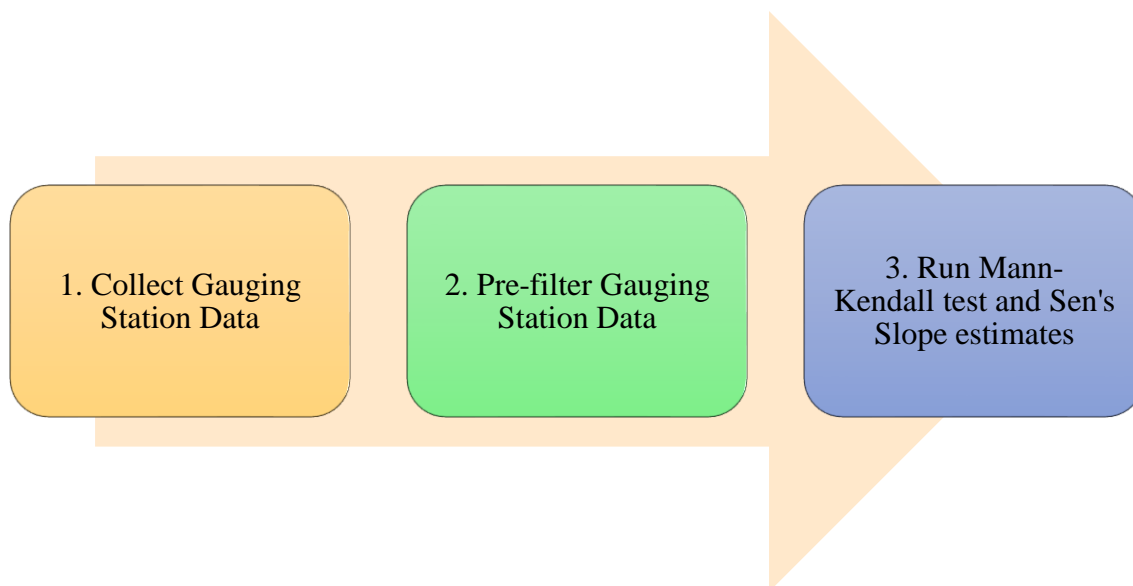 1. Collect Gauging
Station Data
2. Pre-filter Gauging
Station Data
3. Run Mann-
Kendall test and Sen's
Slope estimates